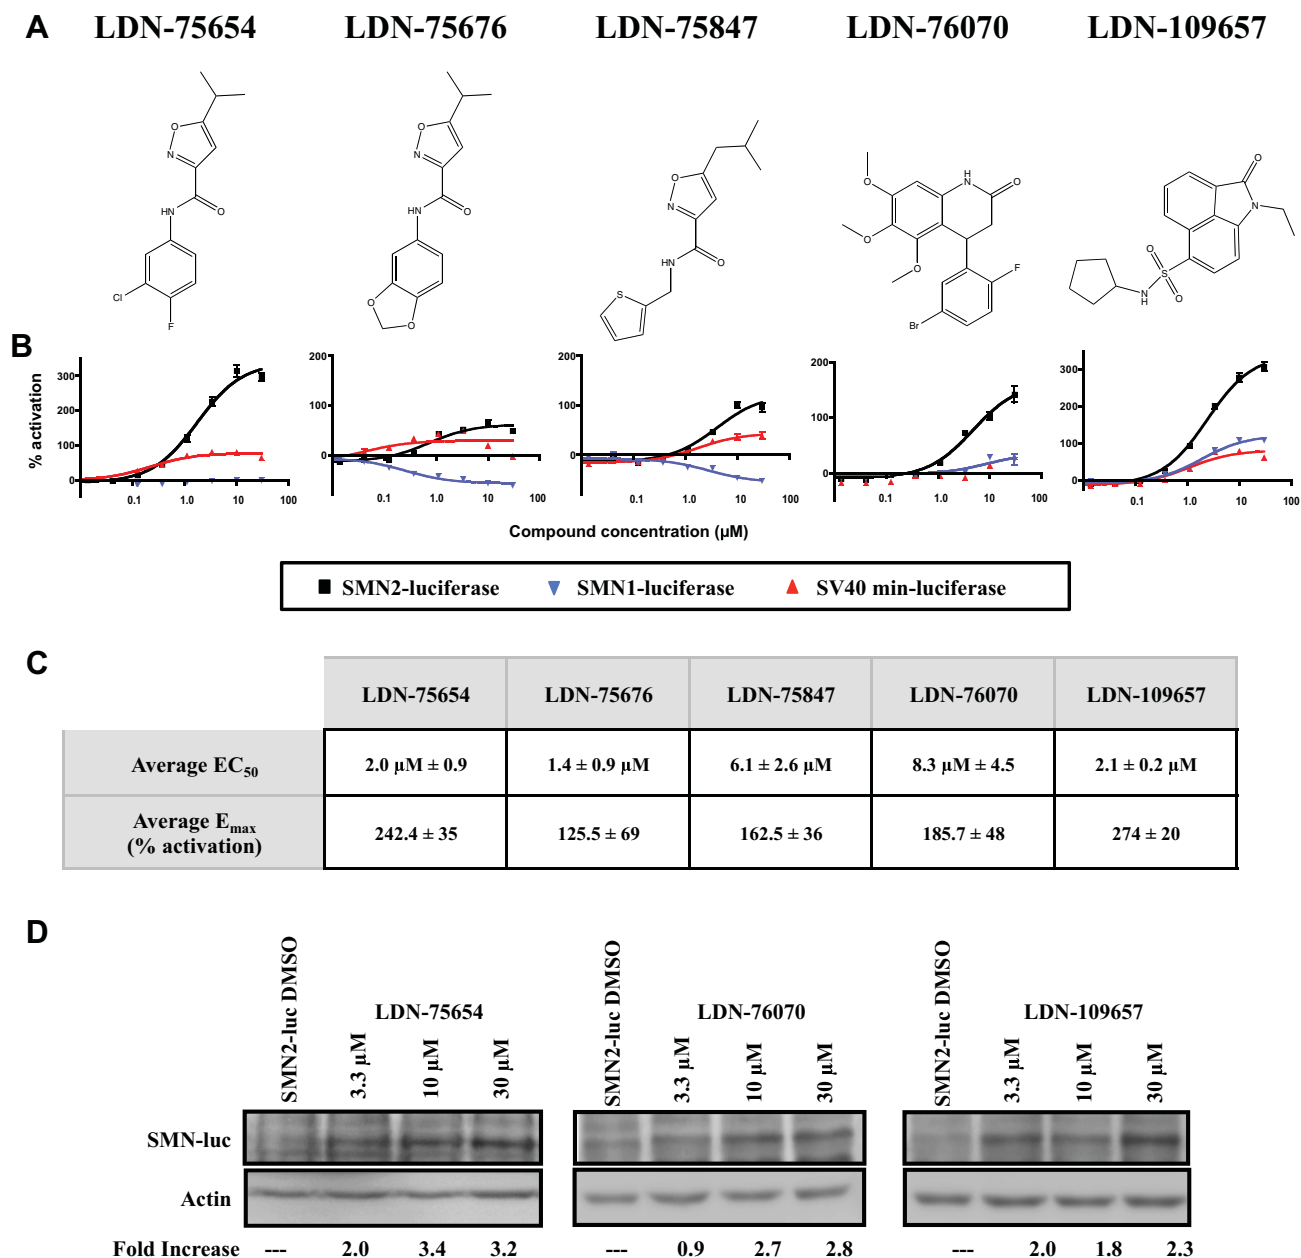 A LDN-75654 LDN-75676 LDN-75847 LDN-76070 LDN-109657
O N HN O Cl F
O N HN O O O
O N HN O S
O O O H N O F Br
O N O S O N H
B
% activation
300 200 100 0 0.1 1.0 10 100
200 100 0 0.1 1.0 10 100
200 100 0 0.1 1.0 10 100
200 100 0 0.1 1.0 10 100
300 200 100 0 0.1 1.0 10 100
Compound concentration (µM)
SMN2-luciferase SMN1-luciferase SV40 min-luciferase
C
LDN-75654 LDN-75676 LDN-75847 LDN-76070 LDN-109657
Average EC50 2.0 µM ± 0.9 1.4 ± 0.9 µM 6.1 ± 2.6 µM 8.3 µM ± 4.5 2.1 ± 0.2 µM
Average Emax
(% activation) 242.4 ± 35 125.5 ± 69 162.5 ± 36 185.7 ± 48 274 ± 20
D
SMN2-luc DMSO LDN-75654 3.3 µM 10 µM 30 µM
SMN2-luc DMSO LDN-76070 3.3 µM 10 µM 30 µM
SMN2-luc DMSO LDN-109657 3.3 µM 10 µM 30 µM
SMN-luc
Actin
Fold Increase --- 2.0 3.4 3.2 --- 0.9 2.7 2.8 --- 2.0 1.8 2.3